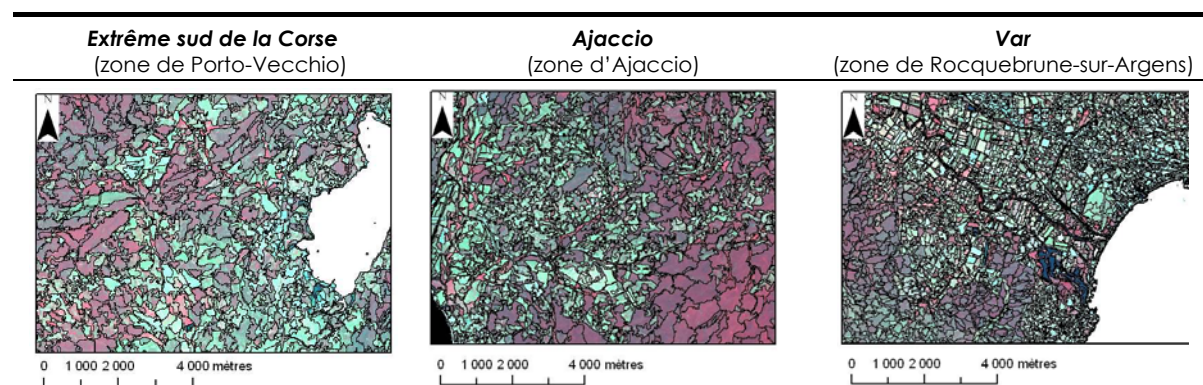 Extrême sud de la Corse
(zone de Porto-Vecchio)
Ajaccio
(zone d’Ajaccio)
Var
(zone de Rocquebrune-sur-Argens)
N
N
N
0 1 000 2 000 4 000 mètres
0 1 000 2 000 4 000 mètres
0 1 000 2 000 4 000 mètres